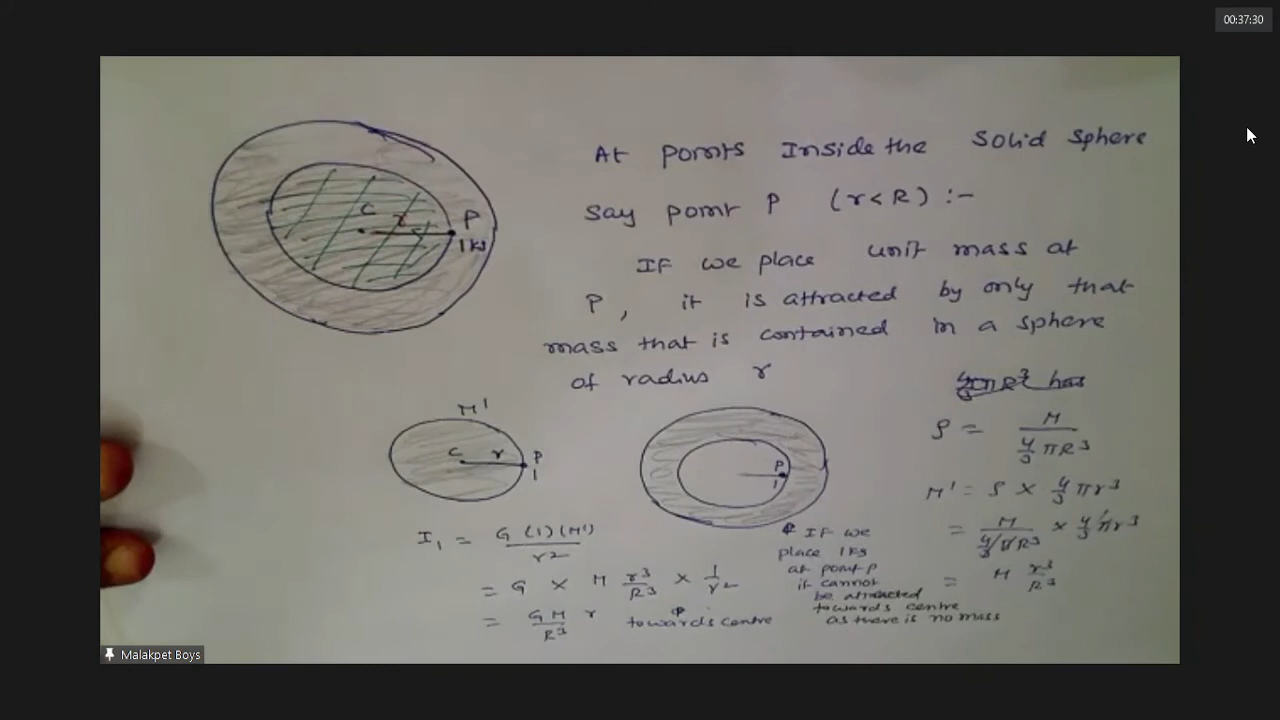 00:37:30
At points Inside the Solid Sphere
Say point P (r<R) :-
IF we place unit mass at
P, it is attracted by only that
mass that is contained in a sphere
of radius r
C
r
P
1kg
M'
C
r
P
1
P
1
ρ = M / 4/3 πR³
M' = ρ × 4/3 πr³
= M / 4/3 πR³ × 4/3 πr³
= M r³/R³
I₁ = G (1) (M') / r²
= G × M r³/R³ × 1/r²
= GM/R³ r towards centre
IF we
place 1kg
at point P
it cannot
be attracted
towards centre
as there is no mass
Malakpet Boys